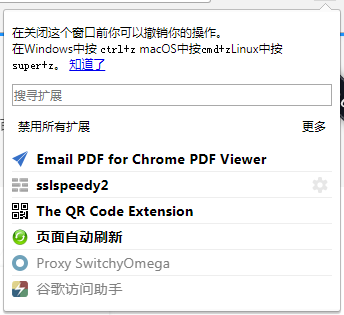 在关闭这个窗口前你可以撤销你的操作。
在Windows中按 ctrl+z macOS中按cmd+zLinux中按
super+z。 知道了
搜寻扩展
禁用所有扩展 更多
Email PDF for Chrome PDF Viewer
sslspeedy2
The QR Code Extension
页面自动刷新
Proxy SwitchyOmega
谷歌访问助手